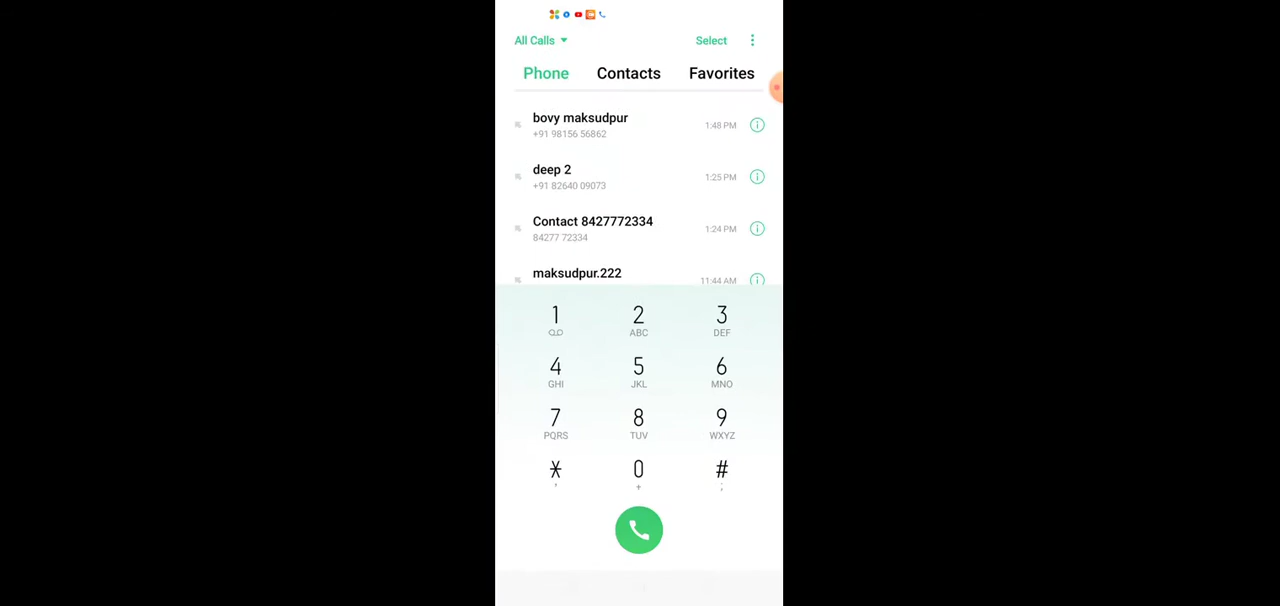 All Calls
Select
Phone Contacts Favorites
bovy maksudpur
+91 98156 56862
1:48 PM
deep 2
+91 82640 09073
1:25 PM
Contact 8427772334
84277 72334
1:24 PM
maksudpur.222
11:44 AM
1 2 3
ABC DEF
4 5 6
GHI JKL MNO
7 8 9
PQRS TUV WXYZ
* 0 #
, + ;